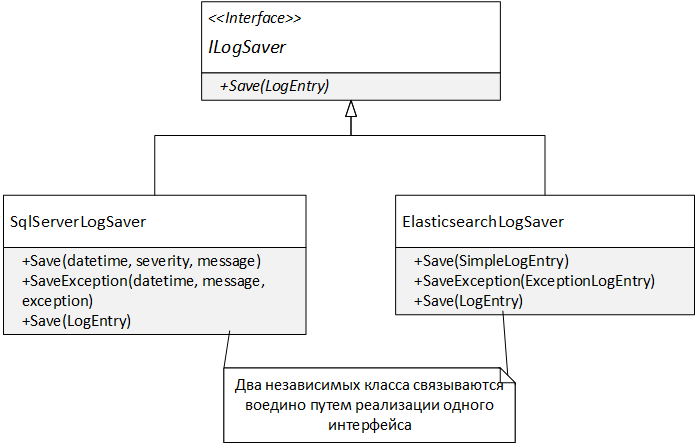 <<Interface>>
ILogSaver
+Save(LogEntry)
SqlServerLogSaver
+Save(datetime, severity, message)
+SaveException(datetime, message,
exception)
+Save(LogEntry)
ElasticsearchLogSaver
+Save(SimpleLogEntry)
+SaveException(ExceptionLogEntry)
+Save(LogEntry)
Два независимых класса связываются
воедино путем реализации одного
интерфейса